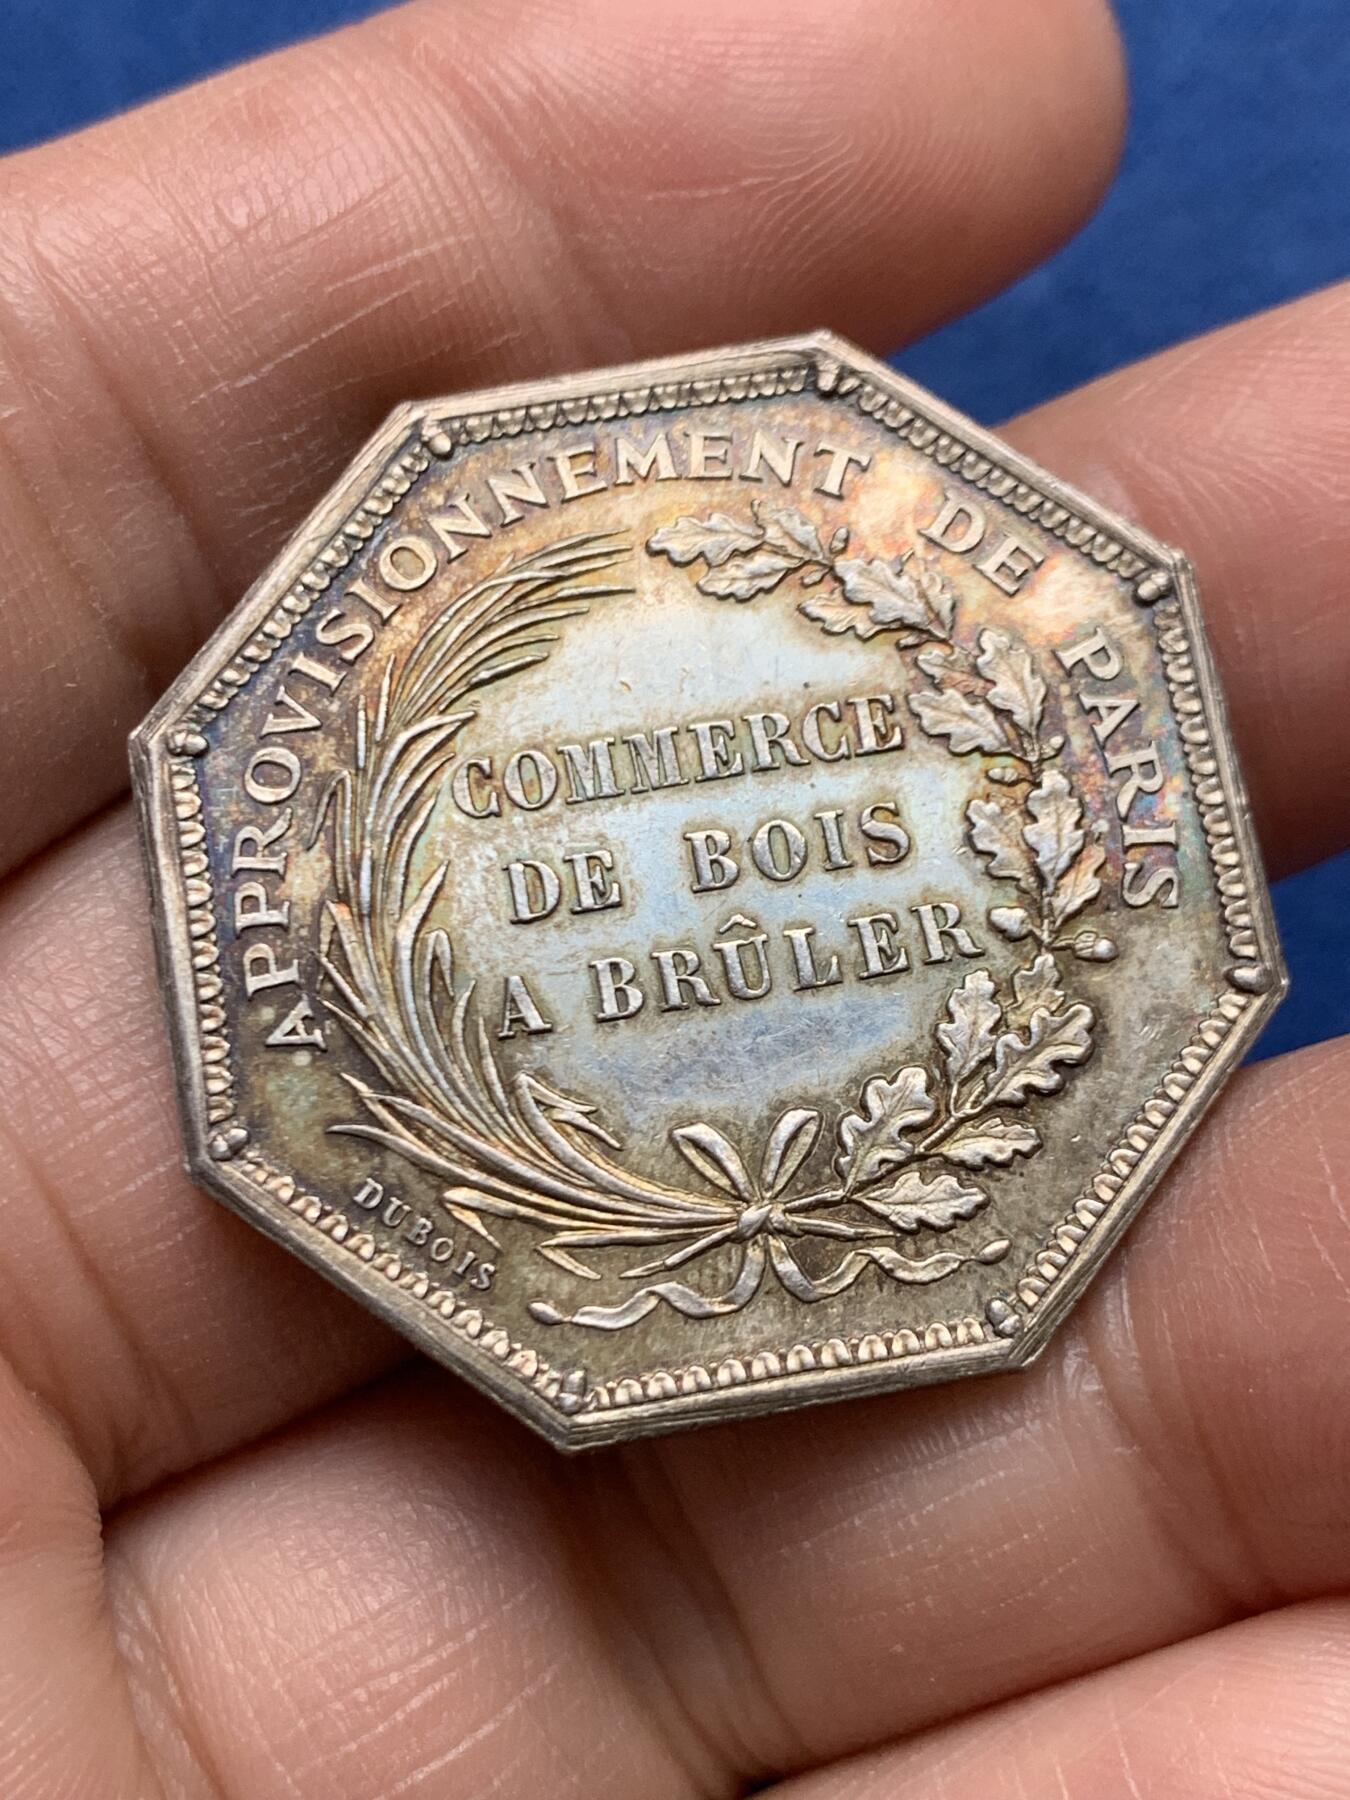 APPROVISIONNEMENT DE PARIS
COMMERCE
DE BOIS
A BRÛLER
DUBOIS